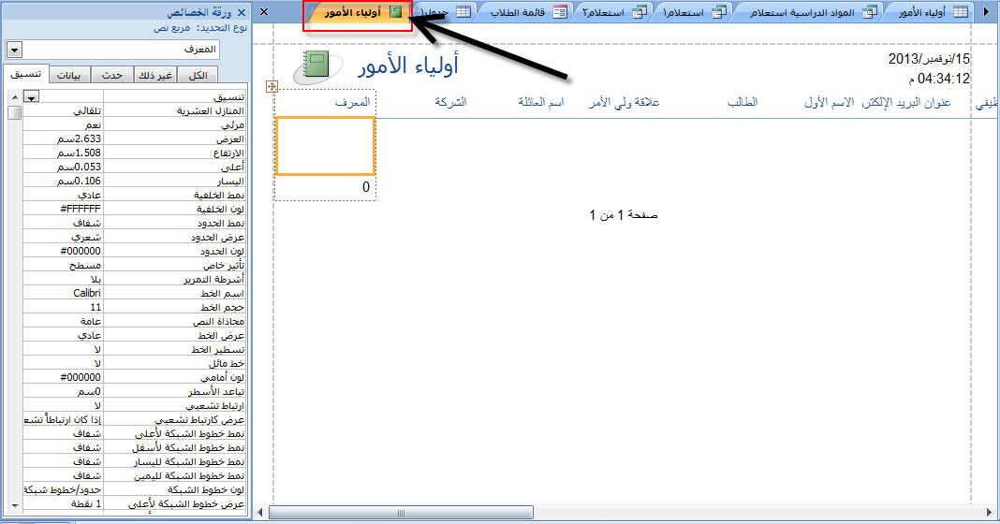 أولياء الأمور
المواد الدراسية استعلام
استعلام١
استعلام٢
قائمة الطلاب
جدول١
أولياء الأمور
ورقة الخصائص
نوع التحديد: مربع نص
المعرف
الكل
غير ذلك
حدث
بيانات
تنسيق
تنسيق
المنازل العشرية تلقائي
مرئي نعم
العرض 2.633سم
الارتفاع 1.508سم
أعلى 0.053سم
اليسار 0.106سم
نمط الخلفية عادي
لون الخلفية #FFFFFF
نمط الحدود شفاف
عرض الحدود شعري
لون الحدود #000000
تأثير خاص مسطح
أشرطة التمرير بلا
اسم الخط Calibri
حجم الخط 11
محاذاة النص عامة
عرض الخط عادي
تسطير الخط لا
خط مائل لا
لون أمامي #000000
تباعد الأسطر 0سم
ارتباط تشعبي لا
عرض كارتباط تشعبي إذا كان ارتباطاً تشع
نمط خطوط الشبكة لأعلى شفاف
نمط خطوط الشبكة لأسفل شفاف
نمط خطوط الشبكة لليسار شفاف
نمط خطوط الشبكة لليمين شفاف
لون خطوط الشبكة حدود/خطوط شبكة
عرض خطوط الشبكة لأعلى 1 نقطة
أولياء الأمور
15/نوفمبر/2013
04:34:12 م
ظيفي
عنوان البريد الإلكتر
الاسم الأول
الطالب
علاقة ولي الأمر
اسم العائلة
الشركة
المعرف
0
صفحة 1 من 1